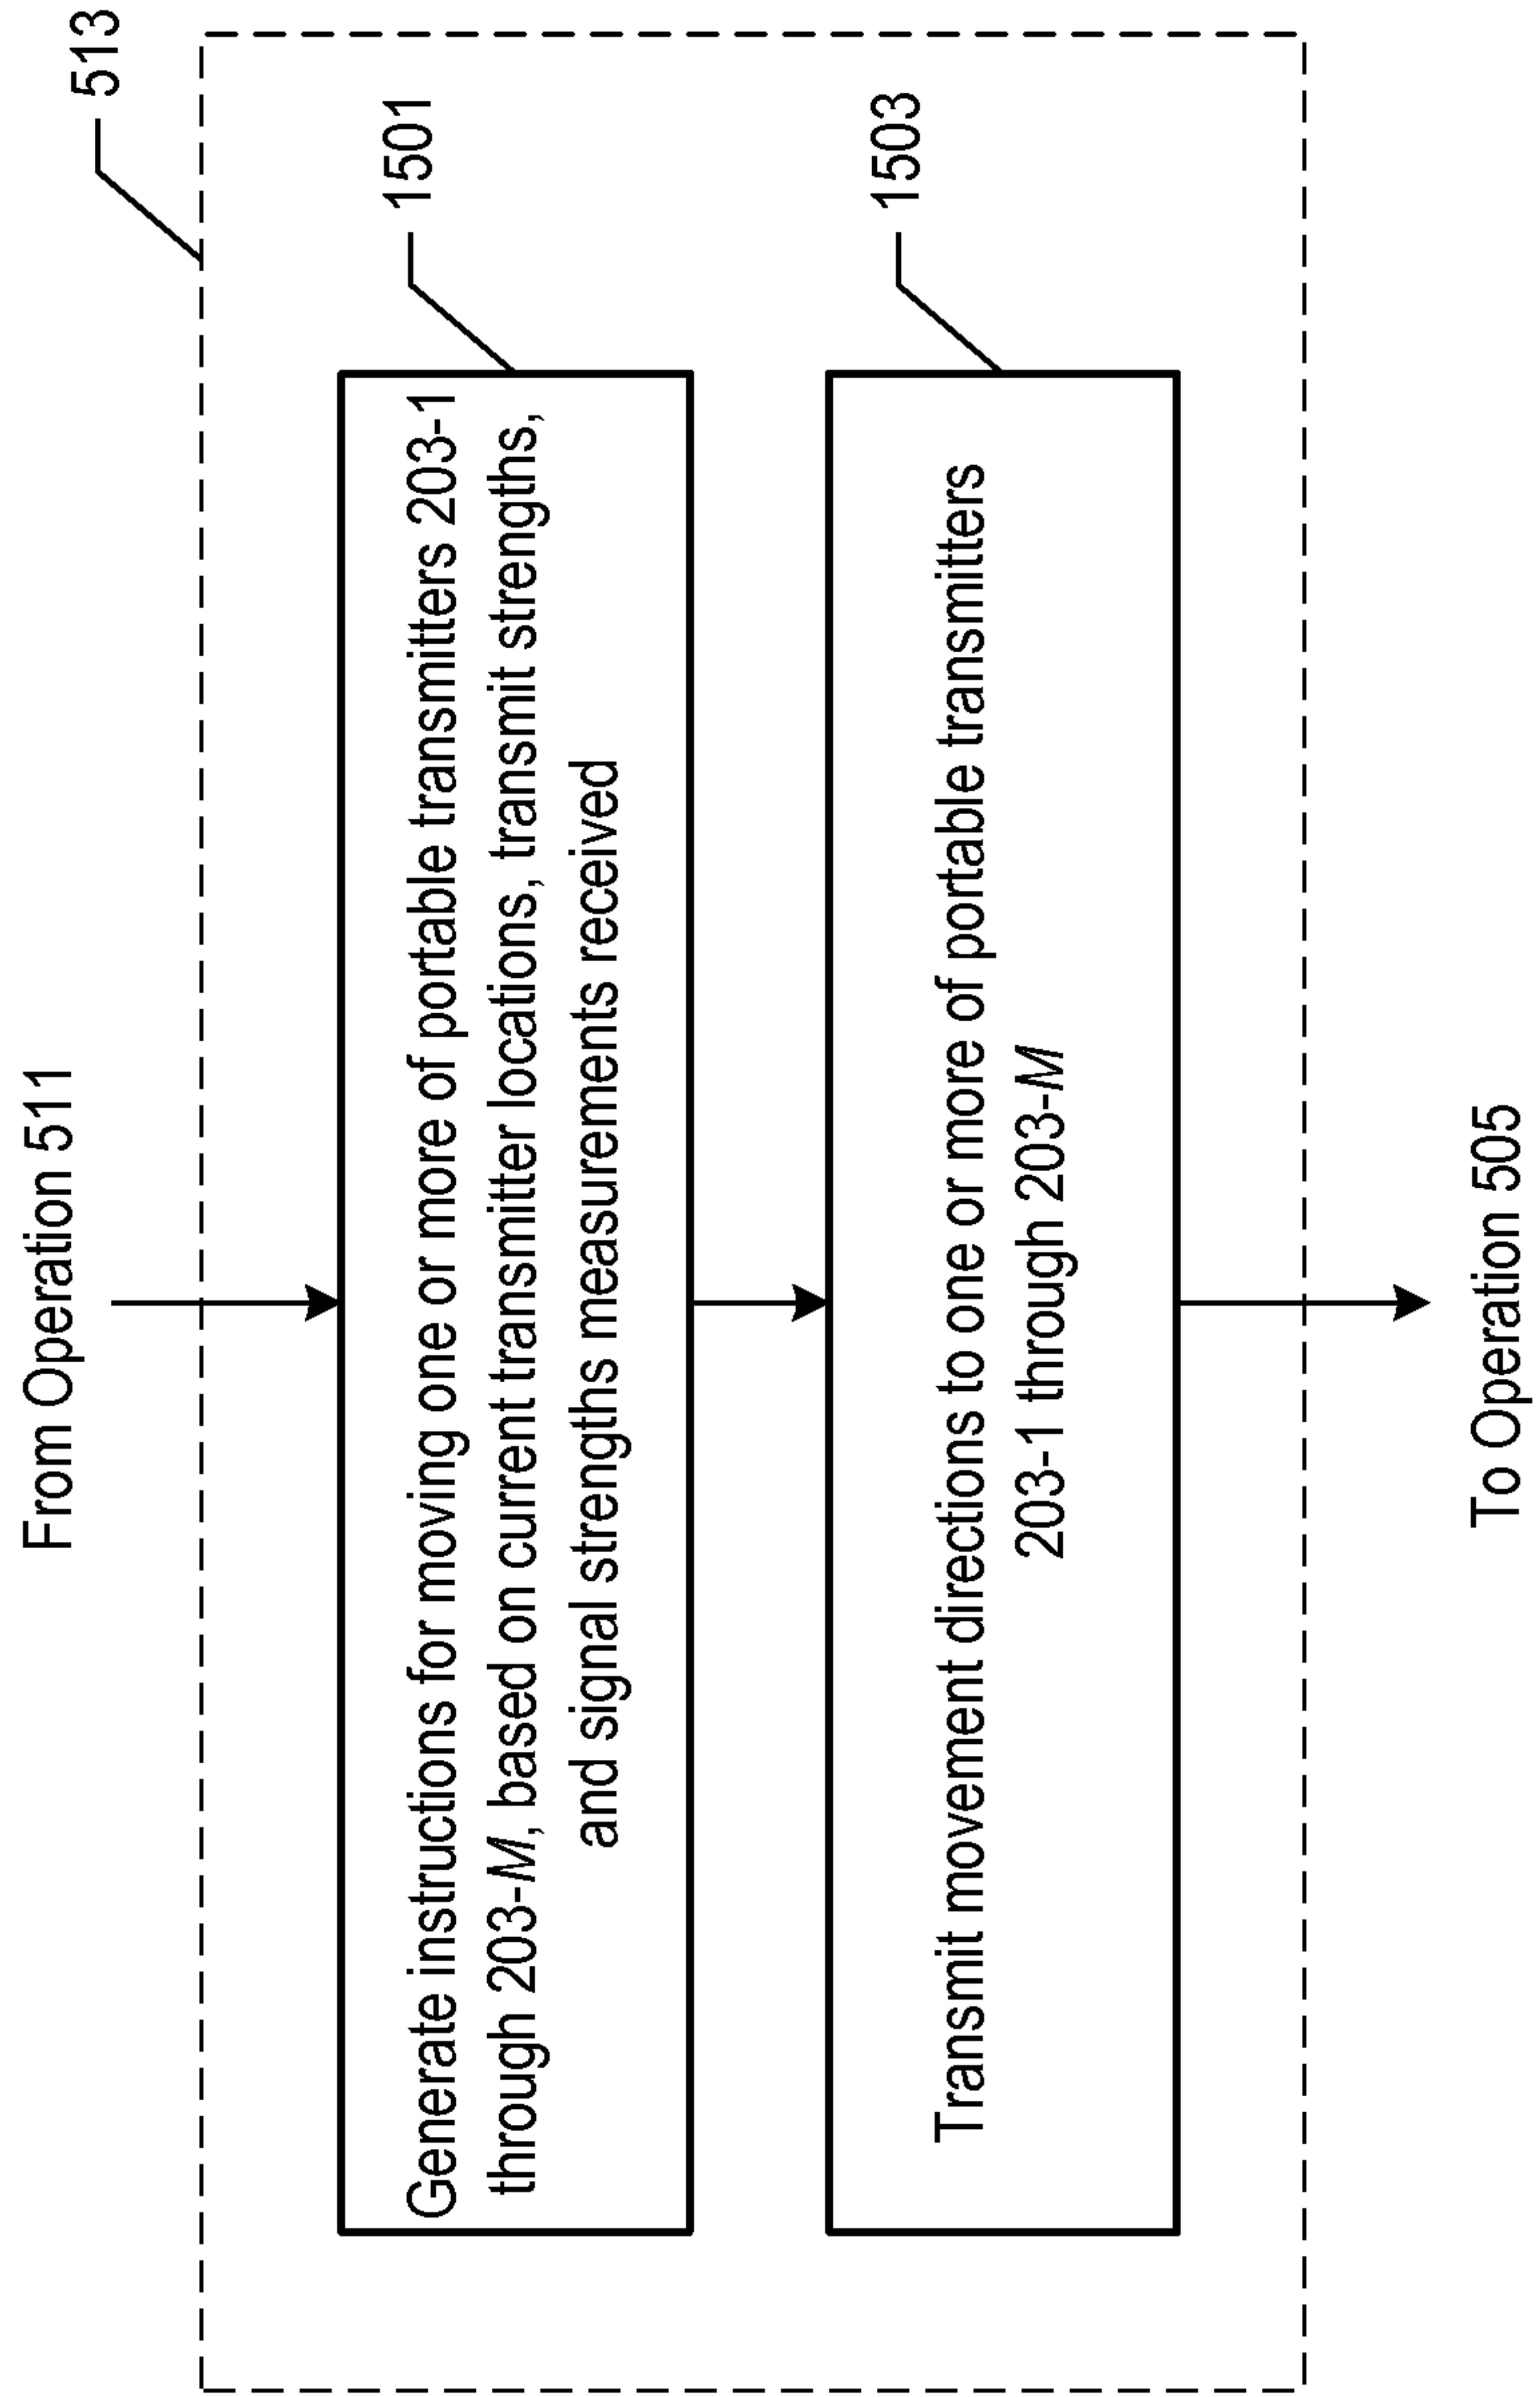 From Operation 511
513
1501
Generate instructions for moving one or more of portable transmitters 203-1
through 203-M, based on current transmitter locations, transmit strengths,
and signal strengths measurements received
1503
Transmit movement directions to one or more of portable transmitters
203-1 through 203-M
To Operation 505